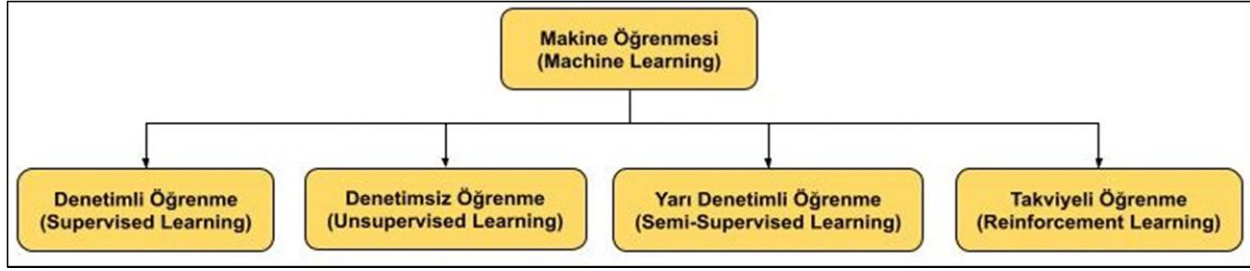 Makine Öğrenmesi
(Machine Learning)
Denetimli Öğrenme
(Supervised Learning)
Denetimsiz Öğrenme
(Unsupervised Learning)
Yarı Denetimli Öğrenme
(Semi-Supervised Learning)
Takviyeli Öğrenme
(Reinforcement Learning)